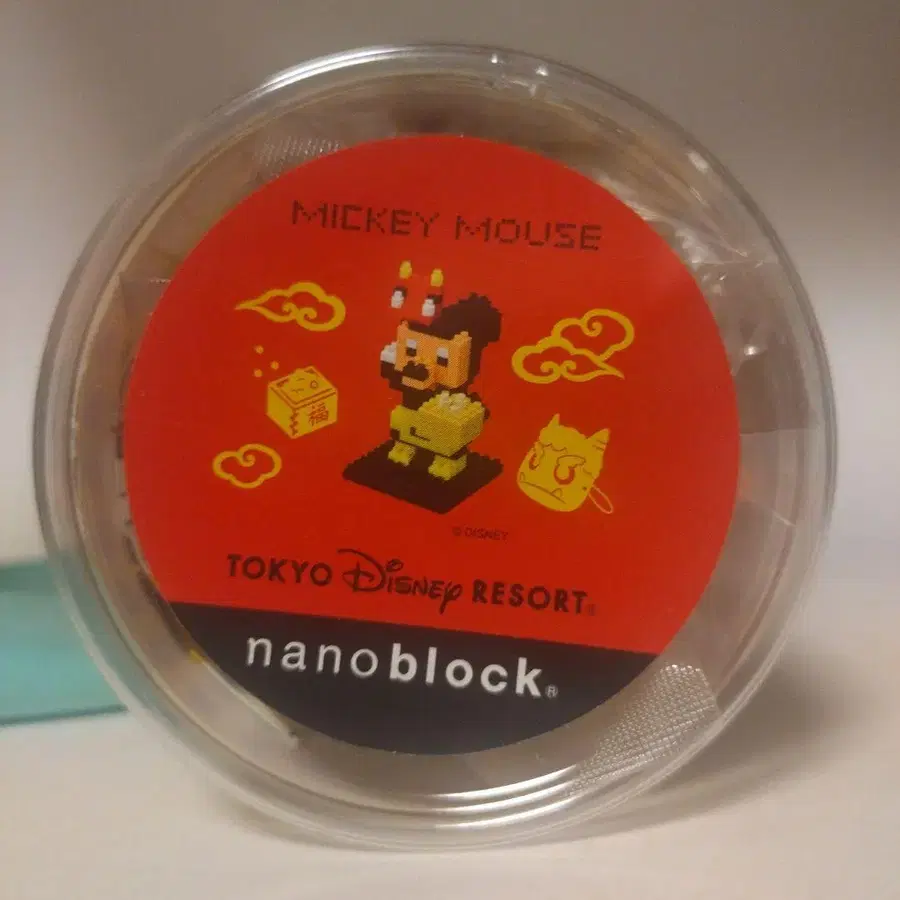 MICKEY MOUSE
福
© DISNEY
TOKYO Disney RESORT®
nanoblock®